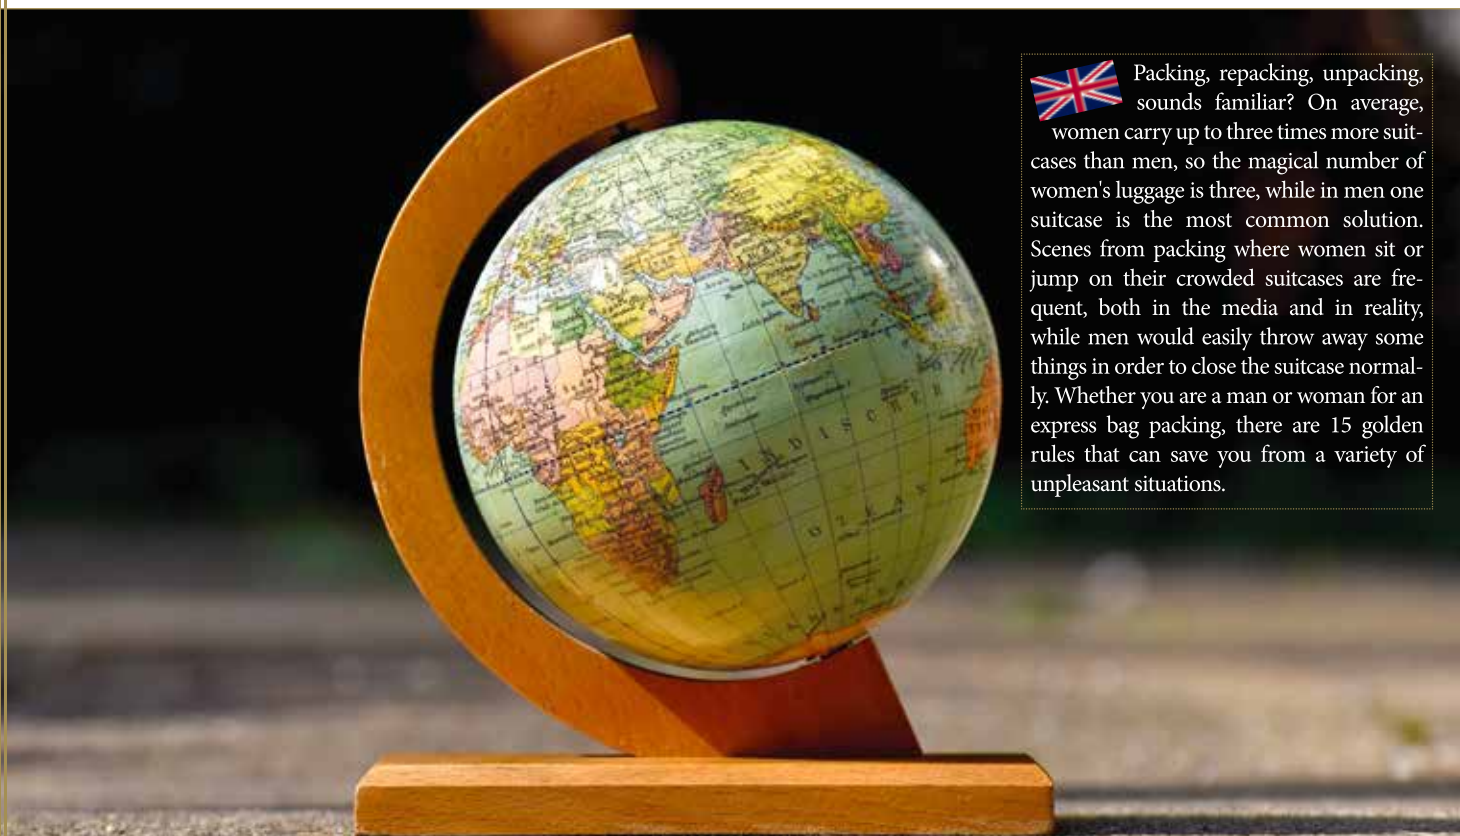 Packing, repacking, unpacking,
sounds familiar? On average,
women carry up to three times more suit-
cases than men, so the magical number of
women's luggage is three, while in men one
suitcase is the most common solution.
Scenes from packing where women sit or
jump on their crowded suitcases are fre-
quent, both in the media and in reality,
while men would easily throw away some
things in order to close the suitcase normal-
ly. Whether you are a man or woman for an
express bag packing, there are 15 golden
rules that can save you from a variety of
unpleasant situations.
INDISCHER